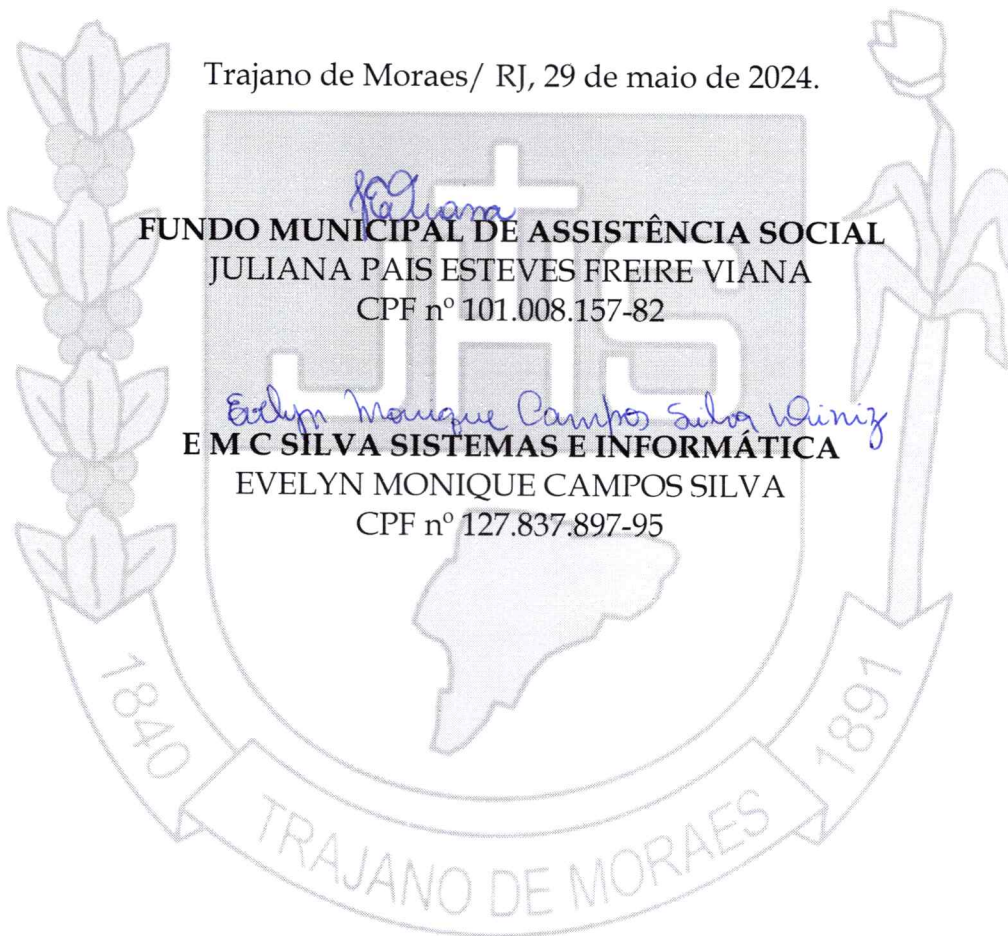 Trajano de Moraes/ RJ, 29 de maio de 2024.
FUNDO MUNICIPAL DE ASSISTÊNCIA SOCIAL
JULIANA PAIS ESTEVES FREIRE VIANA
CPF nº 101.008.157-82
Evelyn Monique Campos Silva Diniz
E M C SILVA SISTEMAS E INFORMÁTICA
EVELYN MONIQUE CAMPOS SILVA
CPF nº 127.837.897-95
JHS
1840
TRAJANO DE MORAES
1891